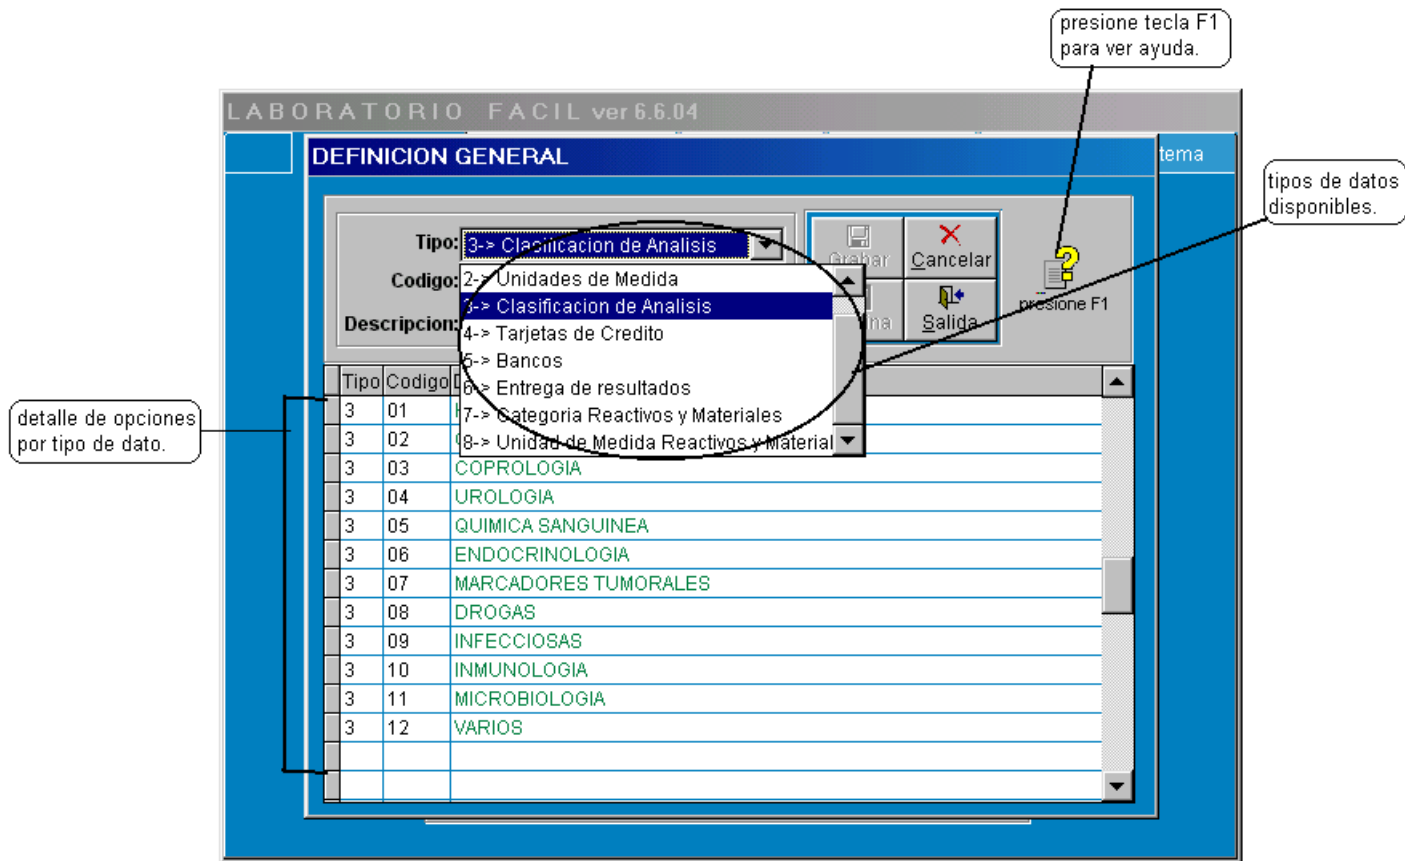 presione tecla F1
para ver ayuda.
LABORATORIO FACIL ver 6.6.04
DEFINICION GENERAL
tema
tipos de datos
disponibles.
Tipo: 3-> Clasificacion de Analisis
Grabar
Cancelar
Codigo:
2-> Unidades de Medida
3-> Clasificacion de Analisis
presione F1
Descripcion:
Salida
4-> Tarjetas de Credito
5-> Bancos
6-> Entrega de resultados
7-> Categoria Reactivos y Materiales
8-> Unidad de Medida Reactivos y Material
Tipo Codigo
detalle de opciones
por tipo de dato.
3 01
3 02
3 03 COPROLOGIA
3 04 UROLOGIA
3 05 QUIMICA SANGUINEA
3 06 ENDOCRINOLOGIA
3 07 MARCADORES TUMORALES
3 08 DROGAS
3 09 INFECCIOSAS
3 10 INMUNOLOGIA
3 11 MICROBIOLOGIA
3 12 VARIOS